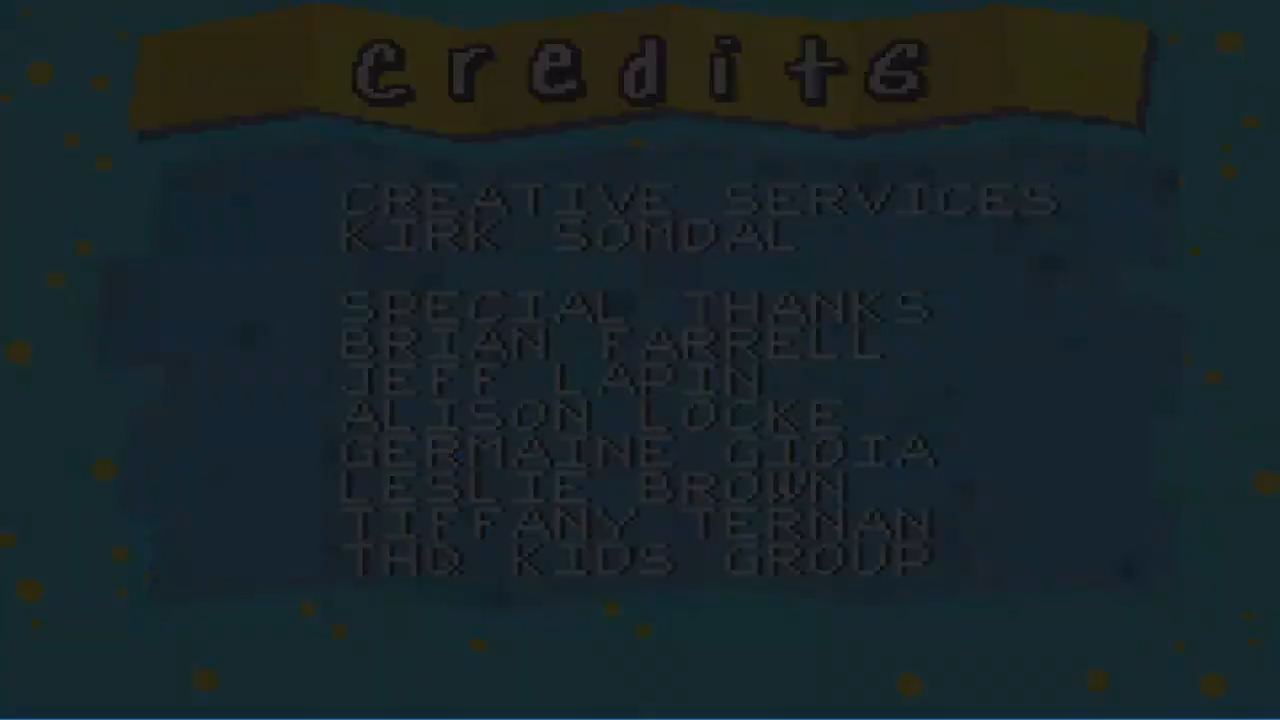 credits
CREATIVE SERVICES
KIRK SOMDAL
SPECIAL THANKS
BRIAN FARRELL
JEFF LAPIN
ALISON LOCKE
GERMAINE GIOIA
LESLIE BROWN
TIFFANY TERNAN
THQ KIDS GROUP